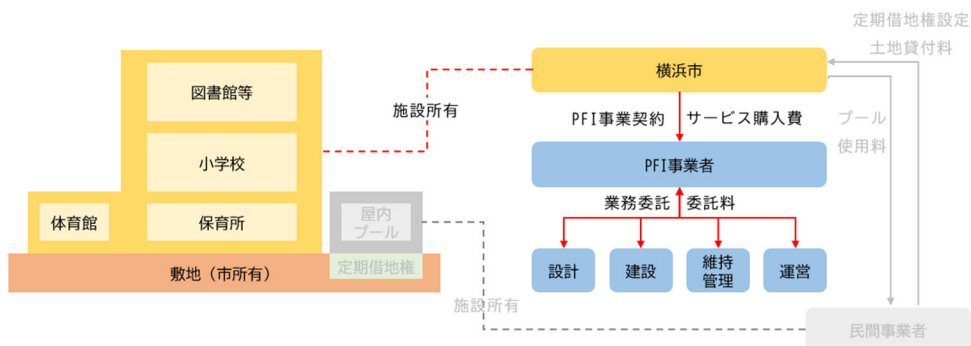 定期借地権設定
土地貸付料
横浜市
図書館等
施設所有
PFI事業契約
サービス購入費
プール
使用料
小学校
PFI事業者
業務委託
委託料
体育館
保育所
屋内
プール
設計
建設
維持
管理
運営
敷地（市所有）
定期借地権
施設所有
民間事業者